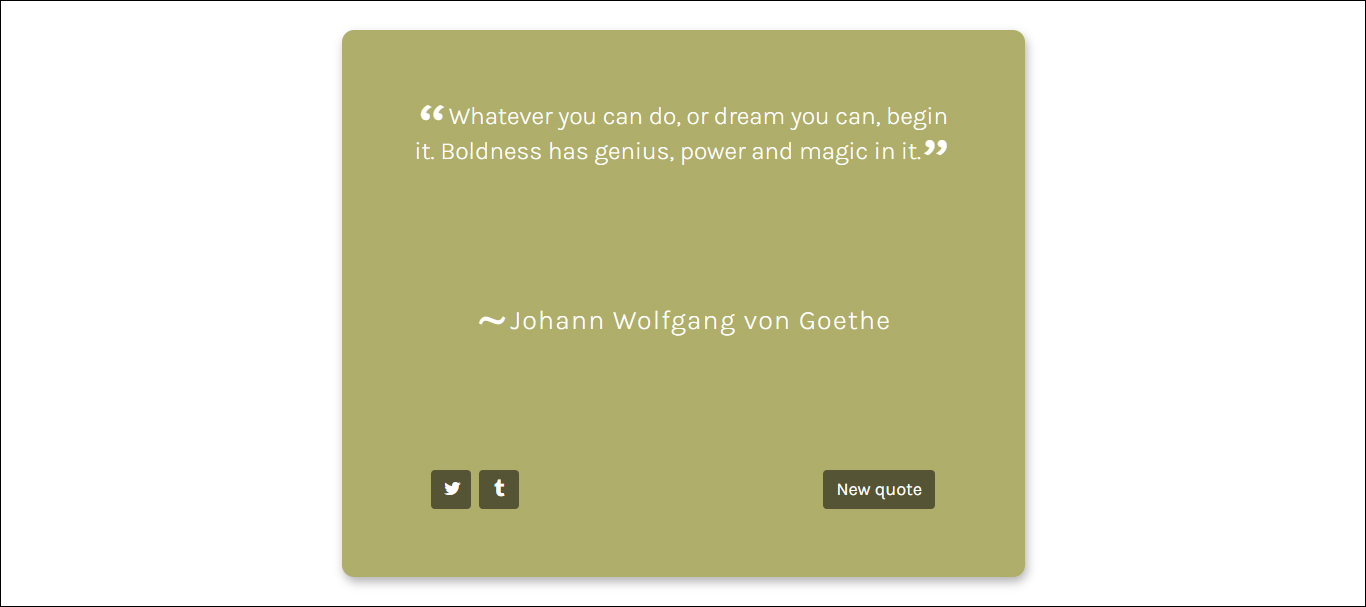 “Whatever you can do, or dream you can, begin
it. Boldness has genius, power and magic in it.”
~Johann Wolfgang von Goethe
New quote